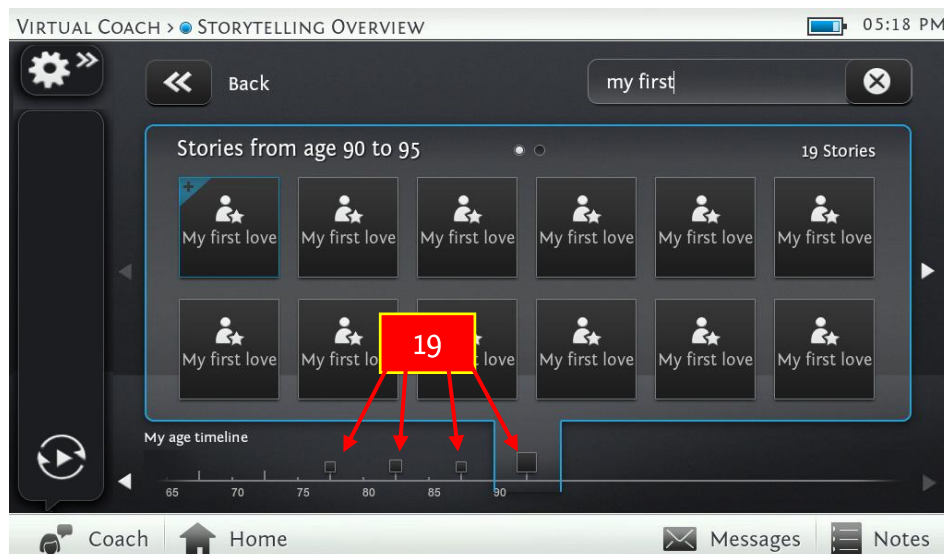 VIRTUAL COACH > STORYTELLING OVERVIEW
05:18 PM
Back
my first
Stories from age 90 to 95
19 Stories
My first love My first love My first love My first love My first love My first love
My first love My first lo love My first love My first love My first love
19
My age timeline
65 70 75 80 85 90
Coach Home Messages Notes